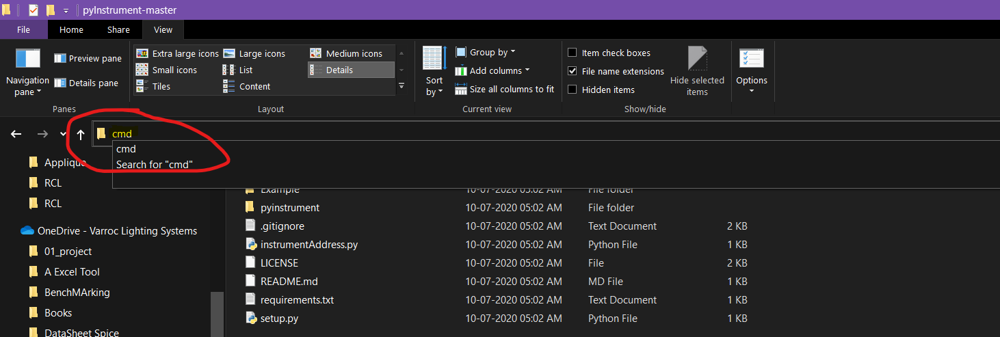 pyInstrument-master
File Home Share View
Navigation pane
Preview pane
Details pane
Panes
Extra large icons Large icons Medium icons
Small icons List Details
Tiles Content
Layout
Sort by
Group by
Add columns
Size all columns to fit
Current view
Item check boxes
File name extensions
Hidden items
Hide selected items
Show/hide
Options
cmd
cmd
Search for "cmd"
Applique
RCL
RCL
OneDrive - Varroc Lighting Systems
01_project
A Excel Tool
BenchMArking
Books
DataSheet Spice
Example 10-07-2020 05:02 AM File folder
pyinstrument 10-07-2020 05:02 AM File folder
.gitignore 10-07-2020 05:02 AM Text Document 2 KB
instrumentAddress.py 10-07-2020 05:02 AM Python File 1 KB
LICENSE 10-07-2020 05:02 AM File 2 KB
README.md 10-07-2020 05:02 AM MD File 1 KB
requirements.txt 10-07-2020 05:02 AM Text Document 1 KB
setup.py 10-07-2020 05:02 AM Python File 1 KB